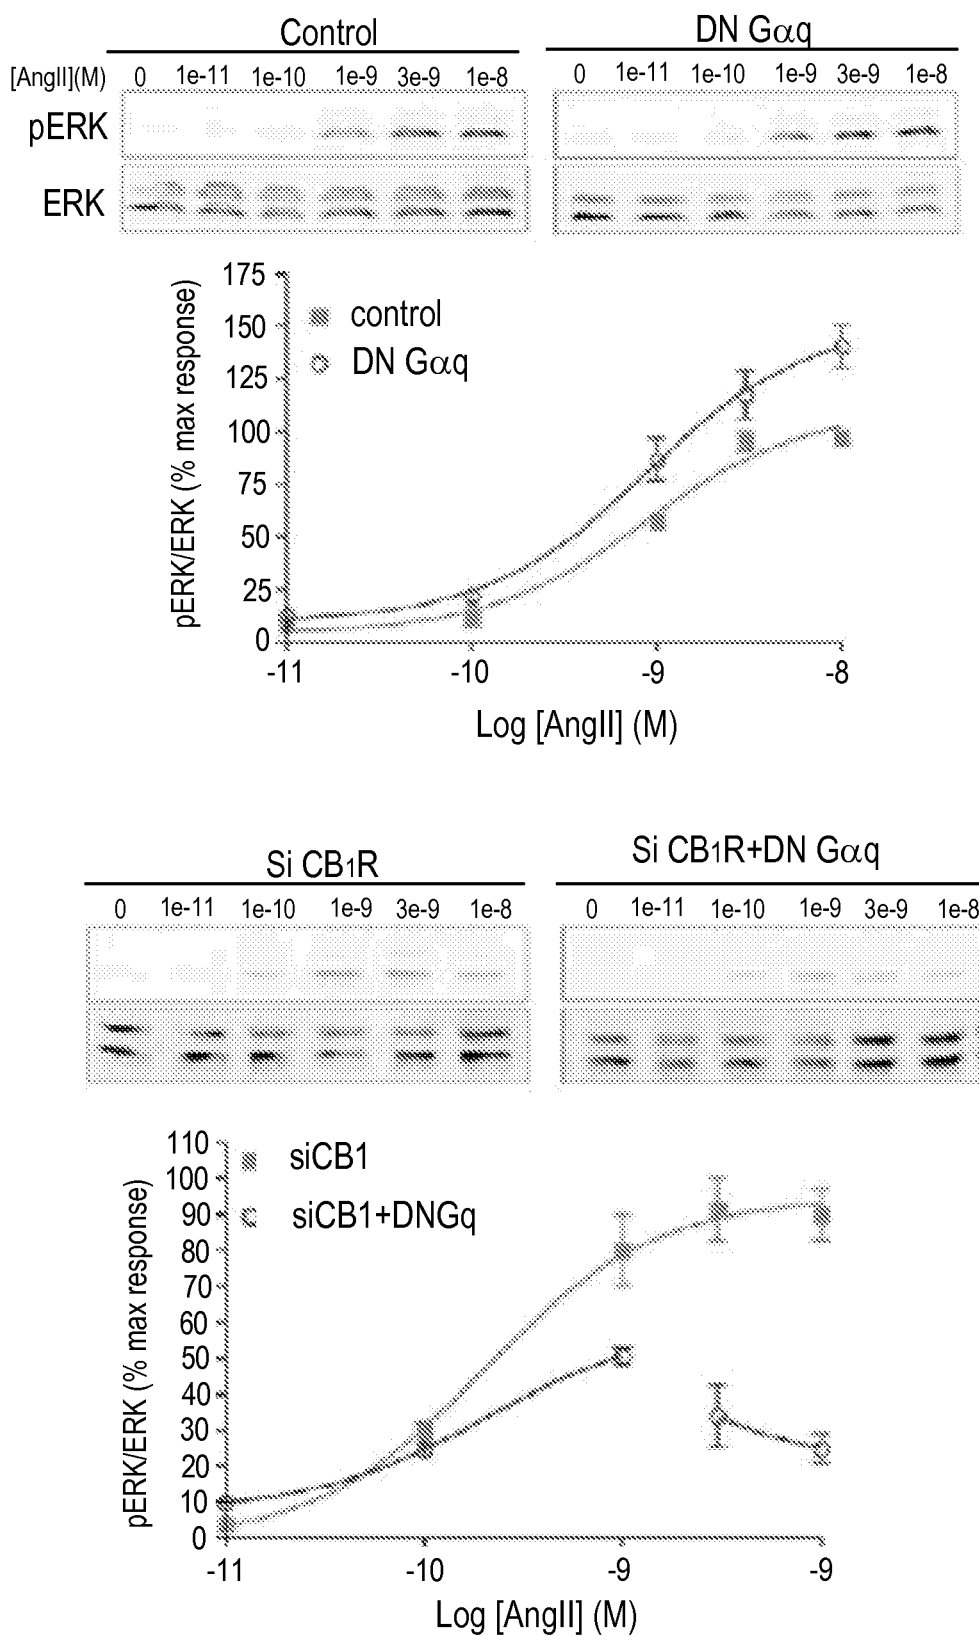 Control DN Gαq
[AngII](M) 0 1e-11 1e-10 1e-9 3e-9 1e-8 0 1e-11 1e-10 1e-9 3e-9 1e-8
pERK
ERK
pERK/ERK (% max response)
175
150
125
100
75
50
25
0
control
DN Gαq
-11 -10 -9 -8
Log [AngII] (M)
Si CB1R Si CB1R+DN Gαq
0 1e-11 1e-10 1e-9 3e-9 1e-8 0 1e-11 1e-10 1e-9 3e-9 1e-8
pERK/ERK (% max response)
110
100
90
80
70
60
50
40
30
20
10
0
siCB1
siCB1+DNGq
-11 -10 -9 -9
Log [AngII] (M)